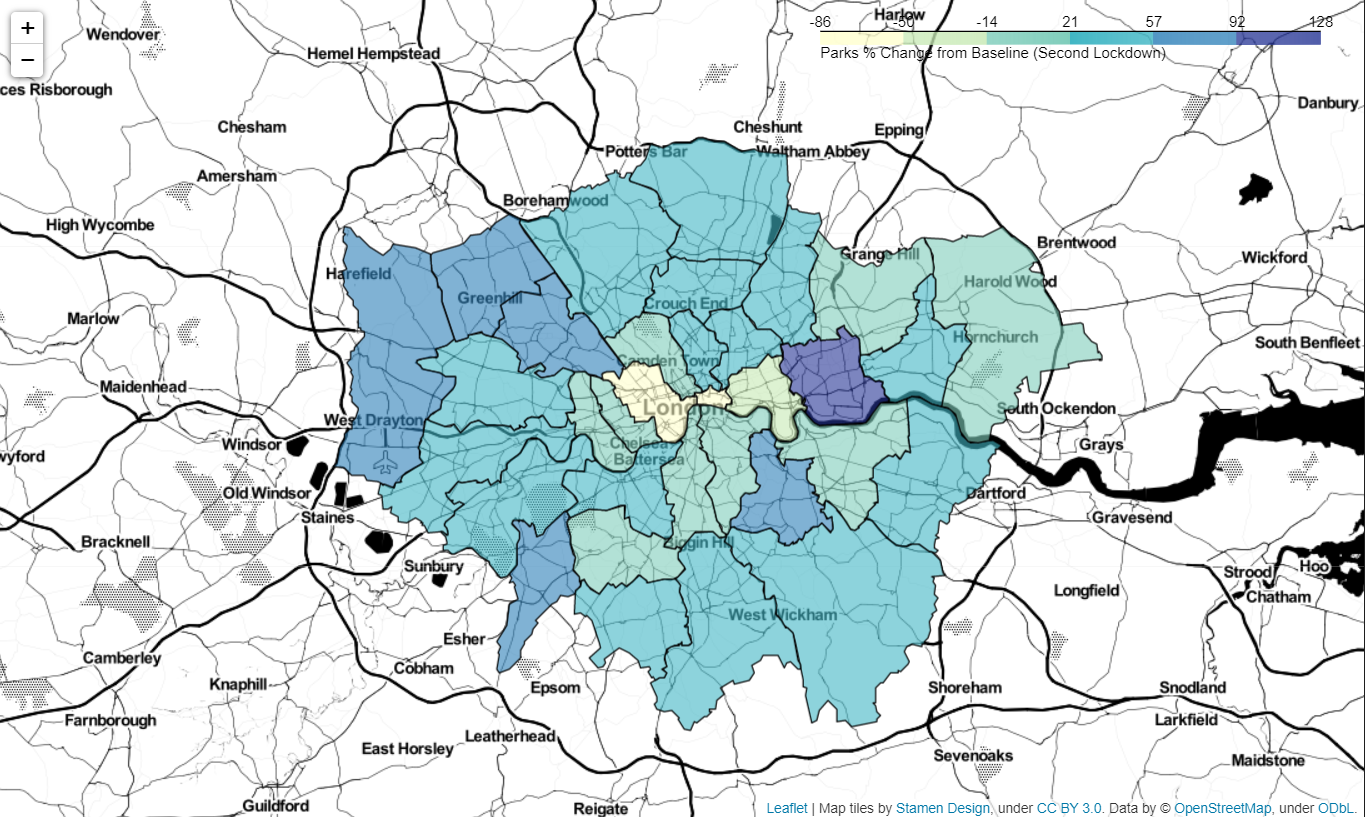 +
−
-86 -50 -14 21 57 92 128
Parks % Change from Baseline (Second Lockdown)
Harlow
Wendover
Hemel Hempstead
ces Risborough
Danbury
Chesham
Cheshunt
Epping
Potters Bar
Waltham Abbey
Amersham
Borehamwood
High Wycombe
Brentwood
Grange Hill
Wickford
Harefield
Harold Wood
Greenhill
Crouch End
Marlow
Hornchurch
South Benfleet
Camden Town
Maidenhead
London
South Ockendon
West Drayton
Windsor
Chelsea
Grays
wyford
Battersea
Old Windsor
Dartford
Staines
Gravesend
Bracknell
Biggin Hill
Sunbury
Strood
Hoo
Longfield
Chatham
West Wickham
Esher
Camberley
Cobham
Knaphill
Epsom
Shoreham
Snodland
Farnborough
Larkfield
Leatherhead
East Horsley
Sevenoaks
Maidstone
Guildford
Reigate
Leaflet | Map tiles by Stamen Design, under CC BY 3.0. Data by © OpenStreetMap, under ODbL.